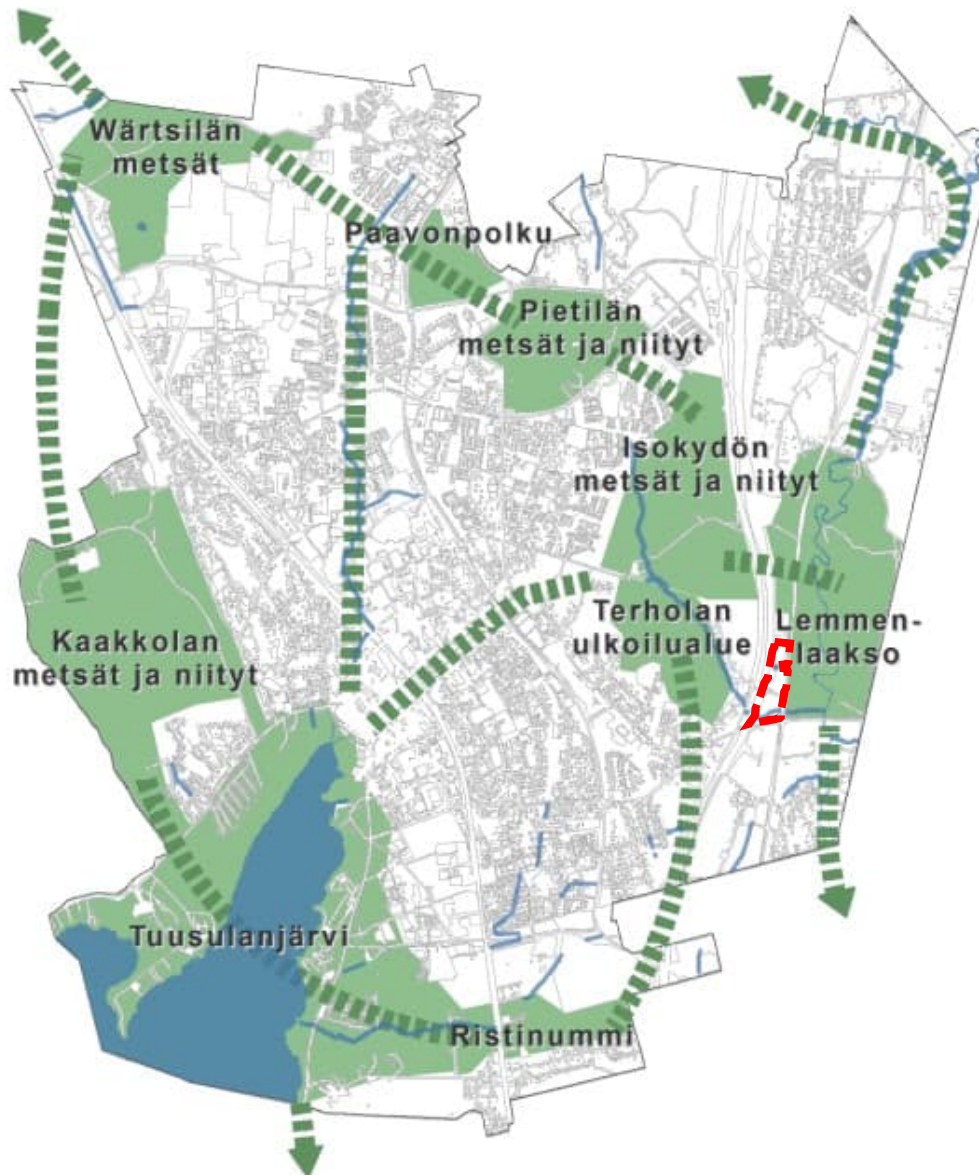 Wärtsilän
metsät
Paavonpolku
Pietilän
metsät ja niityt
Isokydön
metsät ja niityt
Terholan
ulkoilualue
Lemmen-
laakso
Kaakkolan
metsät ja niityt
Tuusulanjärvi
Ristinummi